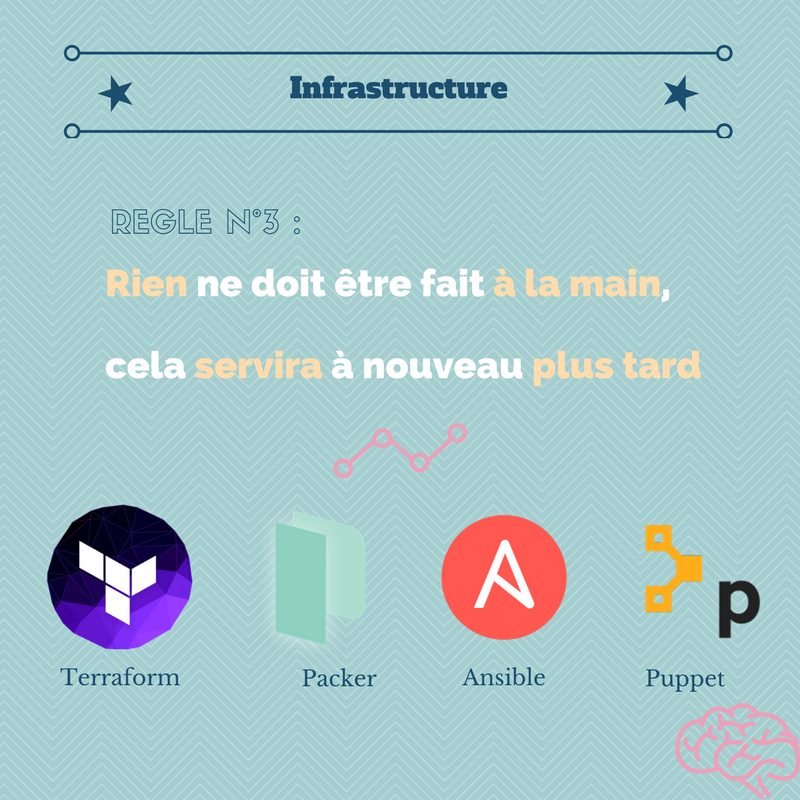 Infrastructure
REGLE N°3 :
Rien ne doit être fait à la main,
cela servira à nouveau plus tard
p
Terraform Packer Ansible Puppet